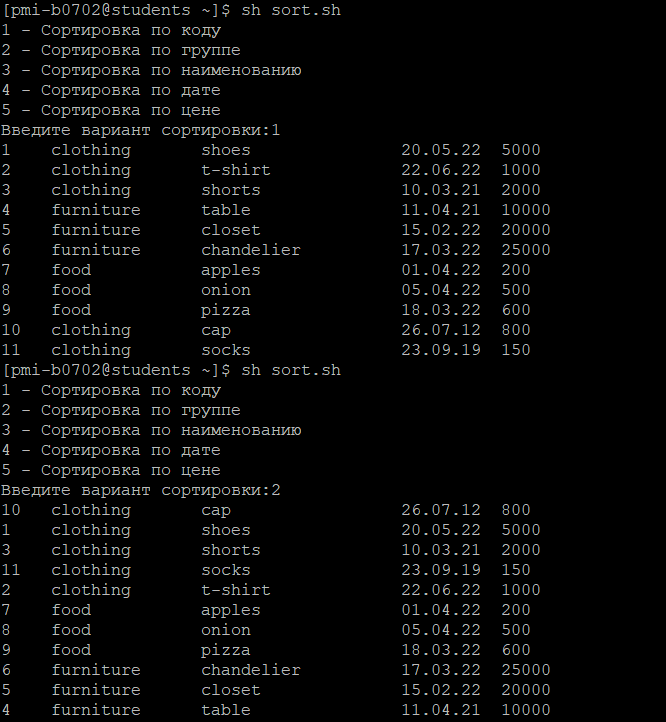 [pmi-b0702@students ~]$ sh sort.sh
1 - Сортировка по коду
2 - Сортировка по группе
3 - Сортировка по наименованию
4 - Сортировка по дате
5 - Сортировка по цене
Введите вариант сортировки:1
1    clothing       shoes               20.05.22  5000
2    clothing       t-shirt             22.06.22  1000
3    clothing       shorts              10.03.21  2000
4    furniture      table               11.04.21  10000
5    furniture      closet              15.02.22  20000
6    furniture      chandelier          17.03.22  25000
7    food           apples              01.04.22  200
8    food           onion               05.04.22  500
9    food           pizza               18.03.22  600
10   clothing       cap                 26.07.12  800
11   clothing       socks               23.09.19  150
[pmi-b0702@students ~]$ sh sort.sh
1 - Сортировка по коду
2 - Сортировка по группе
3 - Сортировка по наименованию
4 - Сортировка по дате
5 - Сортировка по цене
Введите вариант сортировки:2
10   clothing       cap                 26.07.12  800
1    clothing       shoes               20.05.22  5000
3    clothing       shorts              10.03.21  2000
11   clothing       socks               23.09.19  150
2    clothing       t-shirt             22.06.22  1000
7    food           apples              01.04.22  200
8    food           onion               05.04.22  500
9    food           pizza               18.03.22  600
6    furniture      chandelier          17.03.22  25000
5    furniture      closet              15.02.22  20000
4    furniture      table               11.04.21  10000